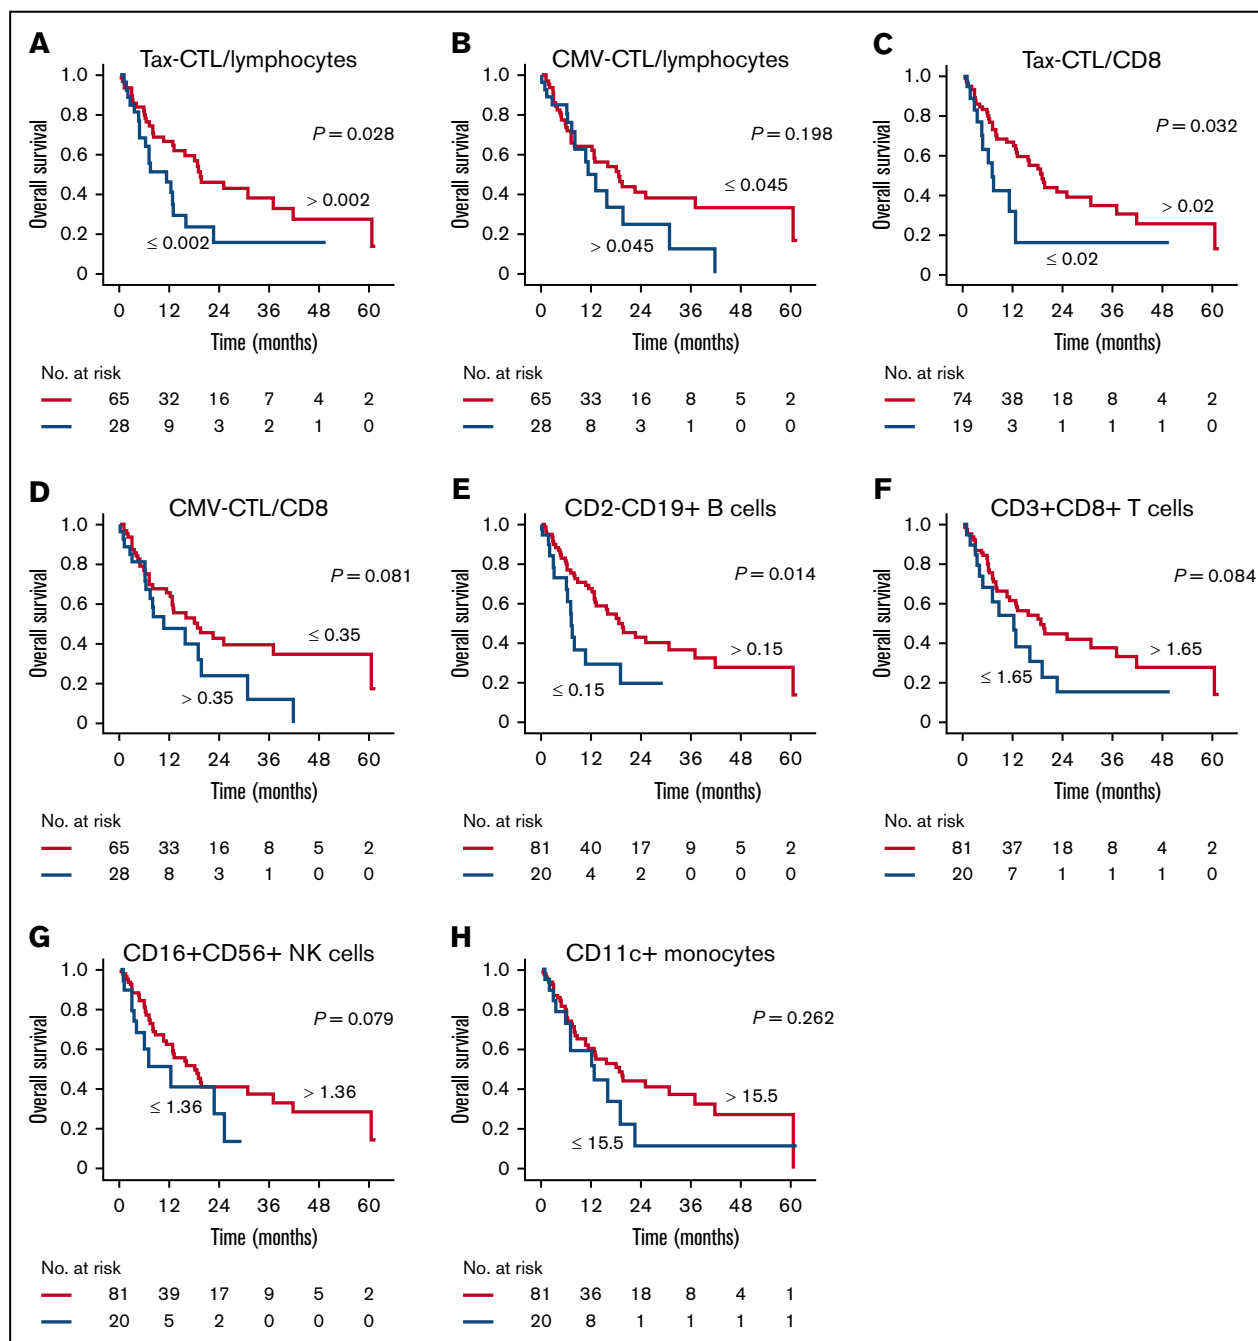 A
Tax-CTL/lymphocytes
Overall survival
1.0
0.8
0.6
0.4
0.2
0
P = 0.028
> 0.002
≤ 0.002
0 12 24 36 48 60
Time (months)
No. at risk
65 32 16 7 4 2
28 9 3 2 1 0
B
CMV-CTL/lymphocytes
Overall survival
1.0
0.8
0.6
0.4
0.2
0
P = 0.198
≤ 0.045
> 0.045
0 12 24 36 48 60
Time (months)
No. at risk
65 33 16 8 5 2
28 8 3 1 0 0
C
Tax-CTL/CD8
Overall survival
1.0
0.8
0.6
0.4
0.2
0
P = 0.032
> 0.02
≤ 0.02
0 12 24 36 48 60
Time (months)
No. at risk
74 38 18 8 4 2
19 3 1 1 1 0
D
CMV-CTL/CD8
Overall survival
1.0
0.8
0.6
0.4
0.2
0
P = 0.081
≤ 0.35
> 0.35
0 12 24 36 48 60
Time (months)
No. at risk
65 33 16 8 5 2
28 8 3 1 0 0
E
CD2-CD19+ B cells
Overall survival
1.0
0.8
0.6
0.4
0.2
0
P = 0.014
> 0.15
≤ 0.15
0 12 24 36 48 60
Time (months)
No. at risk
81 40 17 9 5 2
20 4 2 0 0 0
F
CD3+CD8+ T cells
Overall survival
1.0
0.8
0.6
0.4
0.2
0
P = 0.084
> 1.65
≤ 1.65
0 12 24 36 48 60
Time (months)
No. at risk
81 37 18 8 4 2
20 7 1 1 1 0
G
CD16+CD56+ NK cells
Overall survival
1.0
0.8
0.6
0.4
0.2
0
P = 0.079
> 1.36
≤ 1.36
0 12 24 36 48 60
Time (months)
No. at risk
81 39 17 9 5 2
20 5 2 0 0 0
H
CD11c+ monocytes
Overall survival
1.0
0.8
0.6
0.4
0.2
0
P = 0.262
> 15.5
≤ 15.5
0 12 24 36 48 60
Time (months)
No. at risk
81 36 18 8 4 1
20 8 1 1 1 1